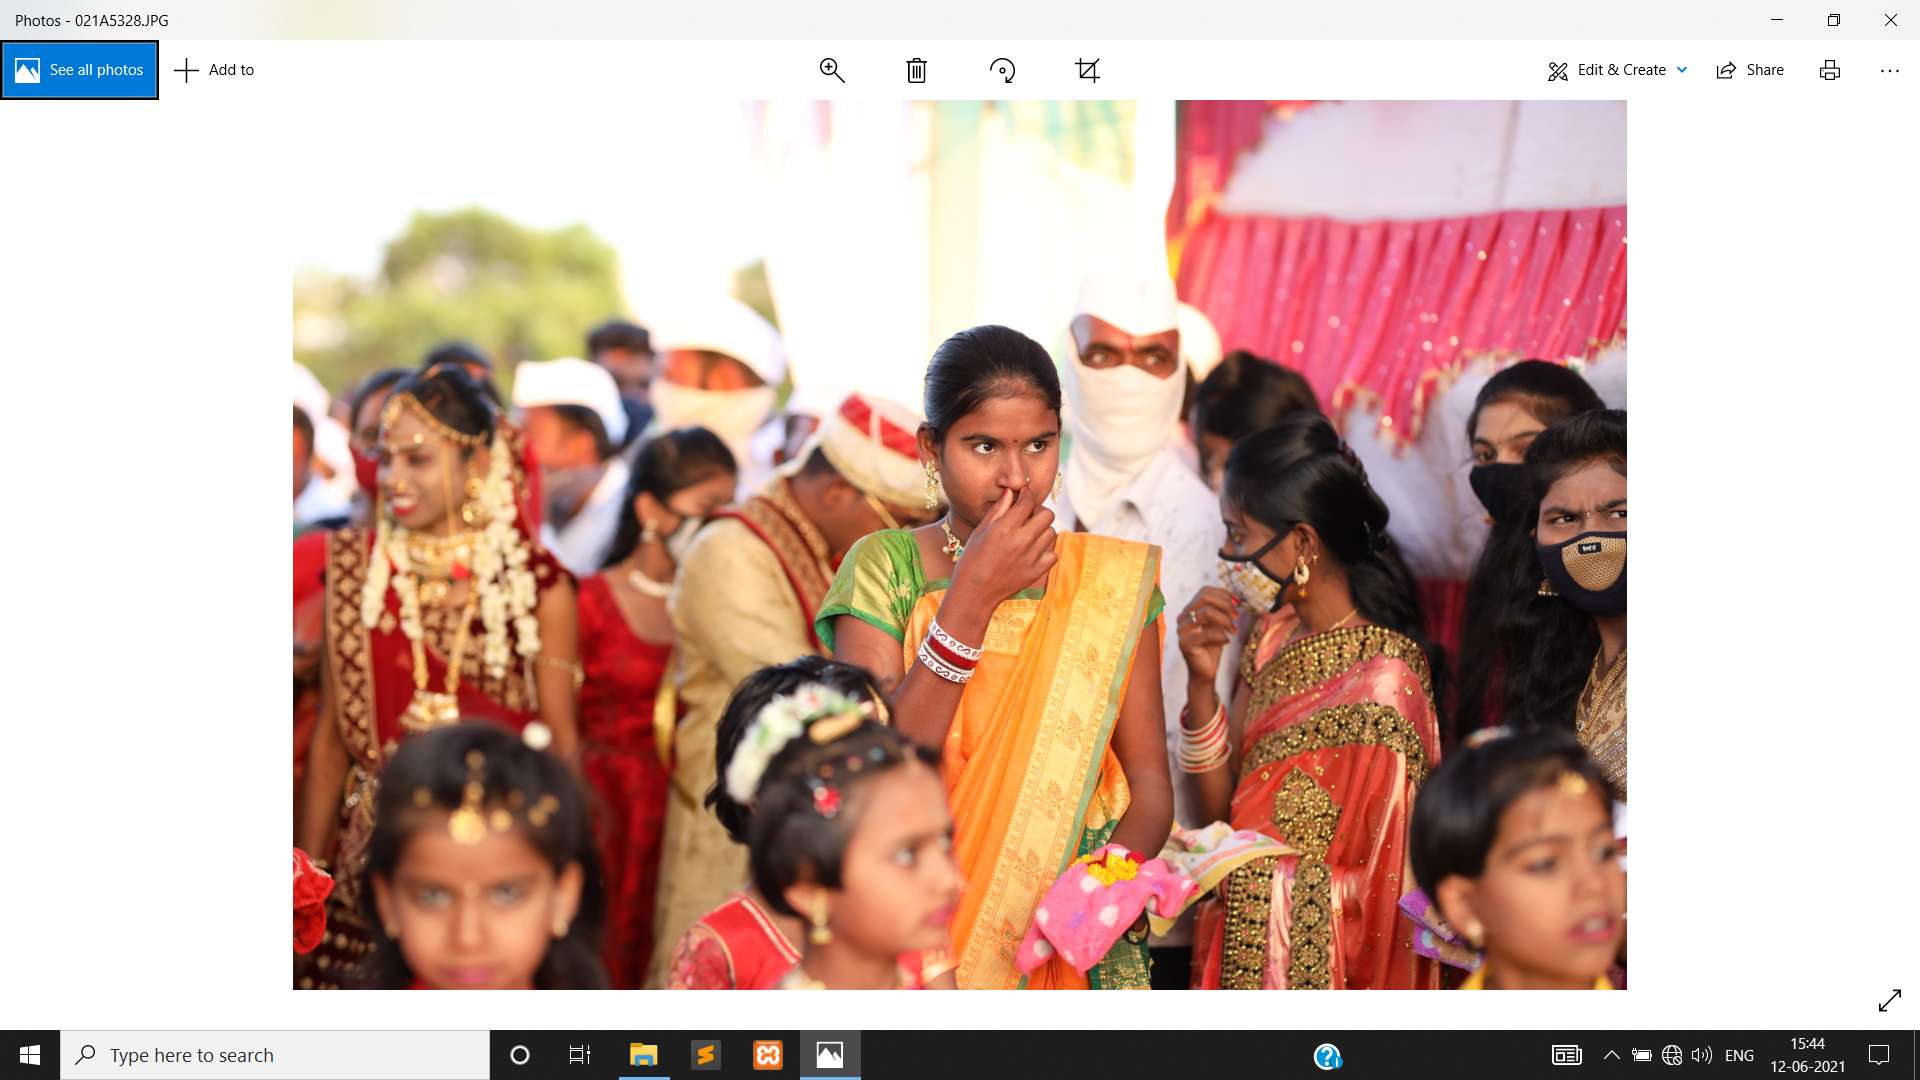 Photos - 021A5328.JPG
See all photos
Add to
Edit & Create
Share
Type here to search
ENG
15:44
12-06-2021